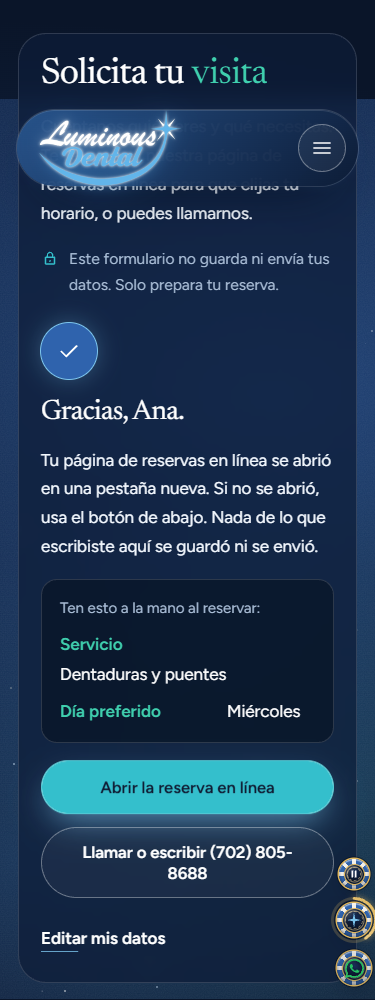 Solicita tu visita
Luminous
Dental
reservas en línea para que elijas tu
horario, o puedes llamarnos.
Este formulario no guarda ni envía tus
datos. Solo prepara tu reserva.
Gracias, Ana.
Tu página de reservas en línea se abrió
en una pestaña nueva. Si no se abrió,
usa el botón de abajo. Nada de lo que
escribiste aquí se guardó ni se envió.
Ten esto a la mano al reservar:
Servicio
Dentaduras y puentes
Día preferido Miércoles
Abrir la reserva en línea
Llamar o escribir (702) 805-
8688
Editar mis datos